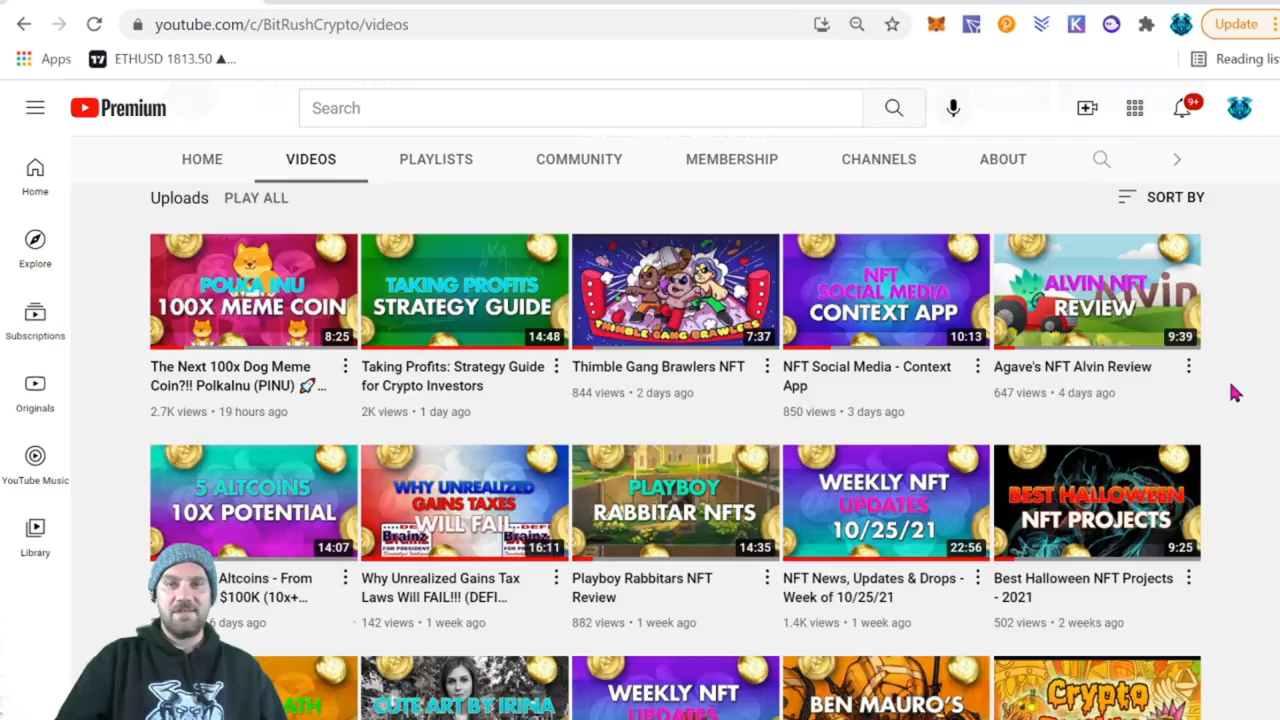 youtube.com/c/BitRushCrypto/videos
Update
Apps
ETHUSD 1813.50 ▲...
Reading lis
Premium
Search
9+
HOME
VIDEOS
PLAYLISTS
COMMUNITY
MEMBERSHIP
CHANNELS
ABOUT
Uploads PLAY ALL
SORT BY
Home
Explore
Subscriptions
Originals
YouTube Music
Library
POLKA INU
100X MEME COIN
8:25
The Next 100x Dog Meme
Coin?!! PolkaInu (PINU) 🚀...
2.7K views • 19 hours ago
TAKING PROFITS
STRATEGY GUIDE
14:48
Taking Profits: Strategy Guide
for Crypto Investors
2K views • 1 day ago
THIMBLE GANG BRAWLERS
7:37
Thimble Gang Brawlers NFT
844 views • 2 days ago
NFT
SOCIAL MEDIA
CONTEXT APP
10:13
NFT Social Media - Context
App
850 views • 3 days ago
ALVIN NFT
REVIEW
9:39
Agave's NFT Alvin Review
647 views • 4 days ago
5 ALTCOINS
10X POTENTIAL
14:07
Altcoins - From
$100K (10x+...
6 days ago
WHY UNREALIZED
GAINS TAXES
WILL FAIL
Brainz
FOR PRESIDENT
Brainz
16:11
Why Unrealized Gains Tax
Laws Will FAIL!!! (DEFI...
142 views • 1 week ago
PLAYBOY
RABBITAR NFTS
14:35
Playboy Rabbitars NFT
Review
882 views • 1 week ago
WEEKLY NFT
UPDATES
10/25/21
22:56
NFT News, Updates & Drops -
Week of 10/25/21
1.4K views • 1 week ago
BEST HALLOWEEN
NFT PROJECTS
9:25
Best Halloween NFT Projects
- 2021
502 views • 2 weeks ago
ATH
CUTE ART BY IRINA
WEEKLY NFT
UPDATES
BEN MAURO'S
Crypto